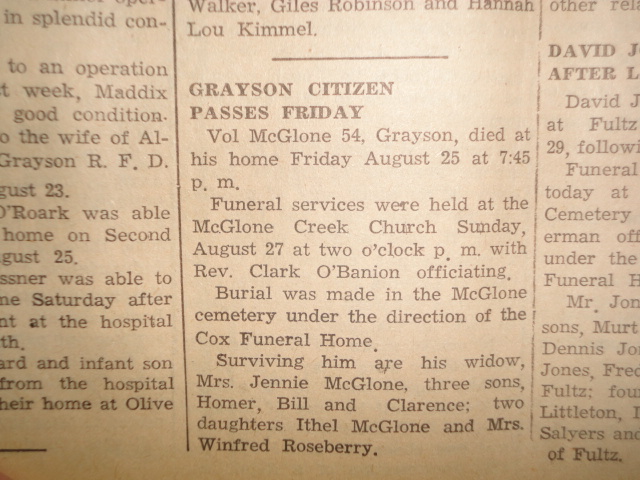 in splendid con-
to an operation
week, Maddix
good condition.
o the wife of Al-
Grayson R. F. D.
gust 23.
O'Roark was able
home on Second
gust 25.
ssner was able to
me Saturday after
nt at the hospital
th.
ard and infant son
from the hospital
heir home at Olive
Walker, Giles Robinson and Hannah
Lou Kimmel.
GRAYSON CITIZEN
PASSES FRIDAY
Vol McGlone 54, Grayson, died at
his home Friday August 25 at 7:45
p. m.
Funeral services were held at the
McGlone Creek Church Sunday,
August 27 at two o'clock p. m. with
Rev. Clark O'Banion officiating.
Burial was made in the McGlone
cemetery under the direction of the
Cox Funeral Home.
Surviving him are his widow,
Mrs. Jennie McGlone, three sons,
Homer, Bill and Clarence; two
daughters Ithel McGlone and Mrs.
Winfred Roseberry.
other rela
DAVID J
AFTER L
David J
at Fultz
29, followi
Funeral
today at
Cemetery
erman off
under the
Funeral H
Mr. Jon
sons, Murt
Dennis Jo
Jones, Fred
Fultz; four
Littleton,
Salyers and
of Fultz.